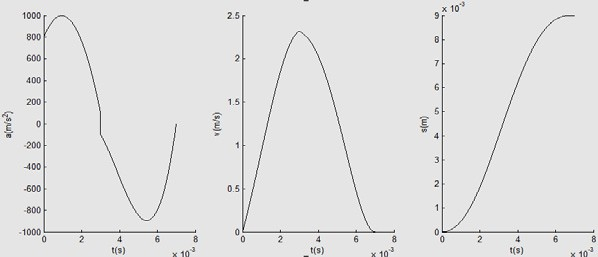 1000
800
600
400
200
0
-200
-400
-600
-800
-1000
a(m/s²)
0 2 4 6 8
t(s)
× 10⁻³
2.5
2
1.5
1
0.5
0
v(m/s)
0 2 4 6 8
t(s)
× 10⁻³
9 × 10⁻³
8
7
6
5
4
3
2
1
0
s(m)
0 2 4 6 8
t(s)
× 10⁻³